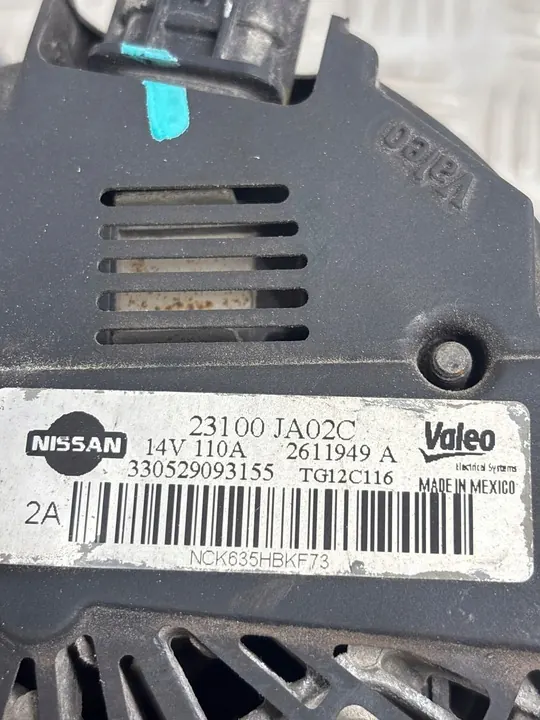 Valeo
NISSAN
23100 JA02C
14V 110A 2611949 A
330529093155 TG12C116
Valeo
Electrical Systems
MADE IN MEXICO
2A
NCK635HBKF73